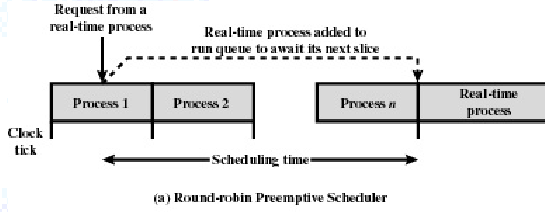 Request from a
real-time process
Real-time process added to
run queue to await its next slice
Process 1
Process 2
Process n
Real-time
process
Clock
tick
Scheduling time
(a) Round-robin Preemptive Scheduler